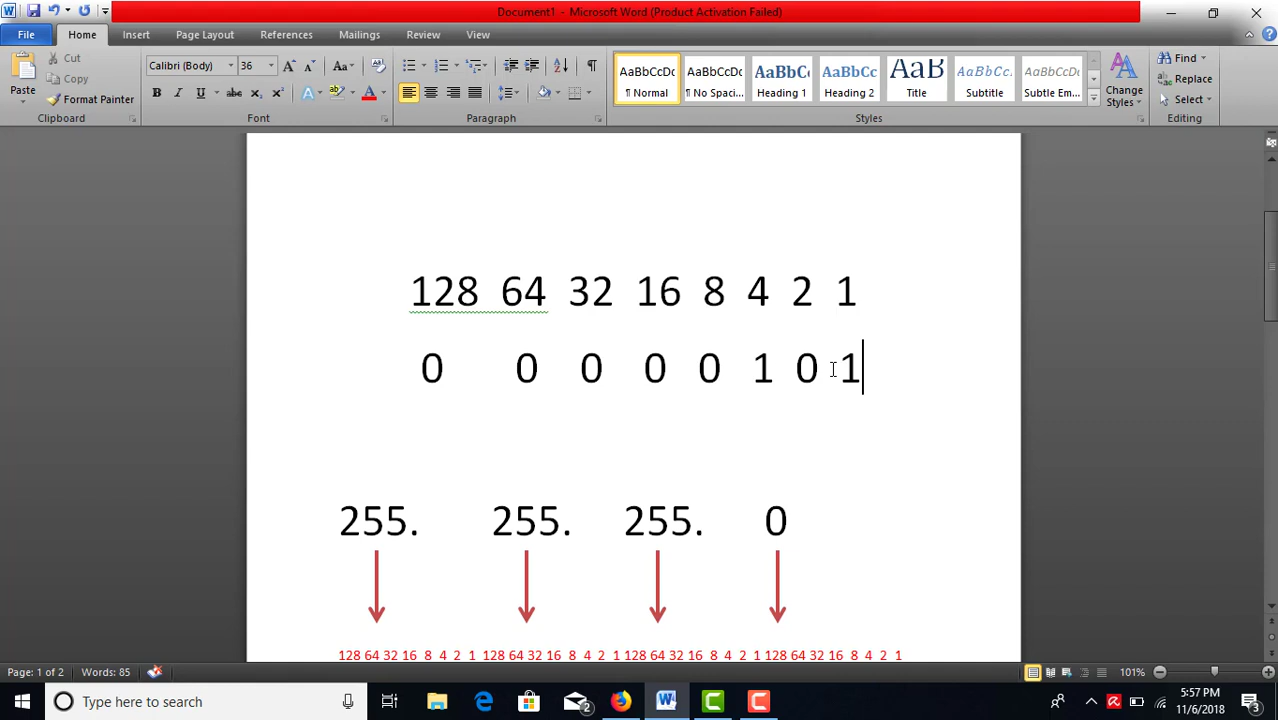 Document1 - Microsoft Word (Product Activation Failed)
File Home Insert Page Layout References Mailings Review View
Cut
Copy
Format Painter
Paste
Clipboard
Calibri (Body) 36
Font
Paragraph
AaBbCcDc AaBbCcDc AaBbC AaBbCc AaB AaBbCc. AaBbCcDc
¶ Normal ¶ No Spaci... Heading 1 Heading 2 Title Subtitle Subtle Em...
Change Styles
Styles
Find
Replace
Select
Editing
128 64 32 16 8 4 2 1
0 0 0 0 0 1 0 1
255. 255. 255. 0
128 64 32 16 8 4 2 1 128 64 32 16 8 4 2 1 128 64 32 16 8 4 2 1 128 64 32 16 8 4 2 1
Page: 1 of 2 Words: 85 101%
Type here to search
2
5:57 PM
11/6/2018
3